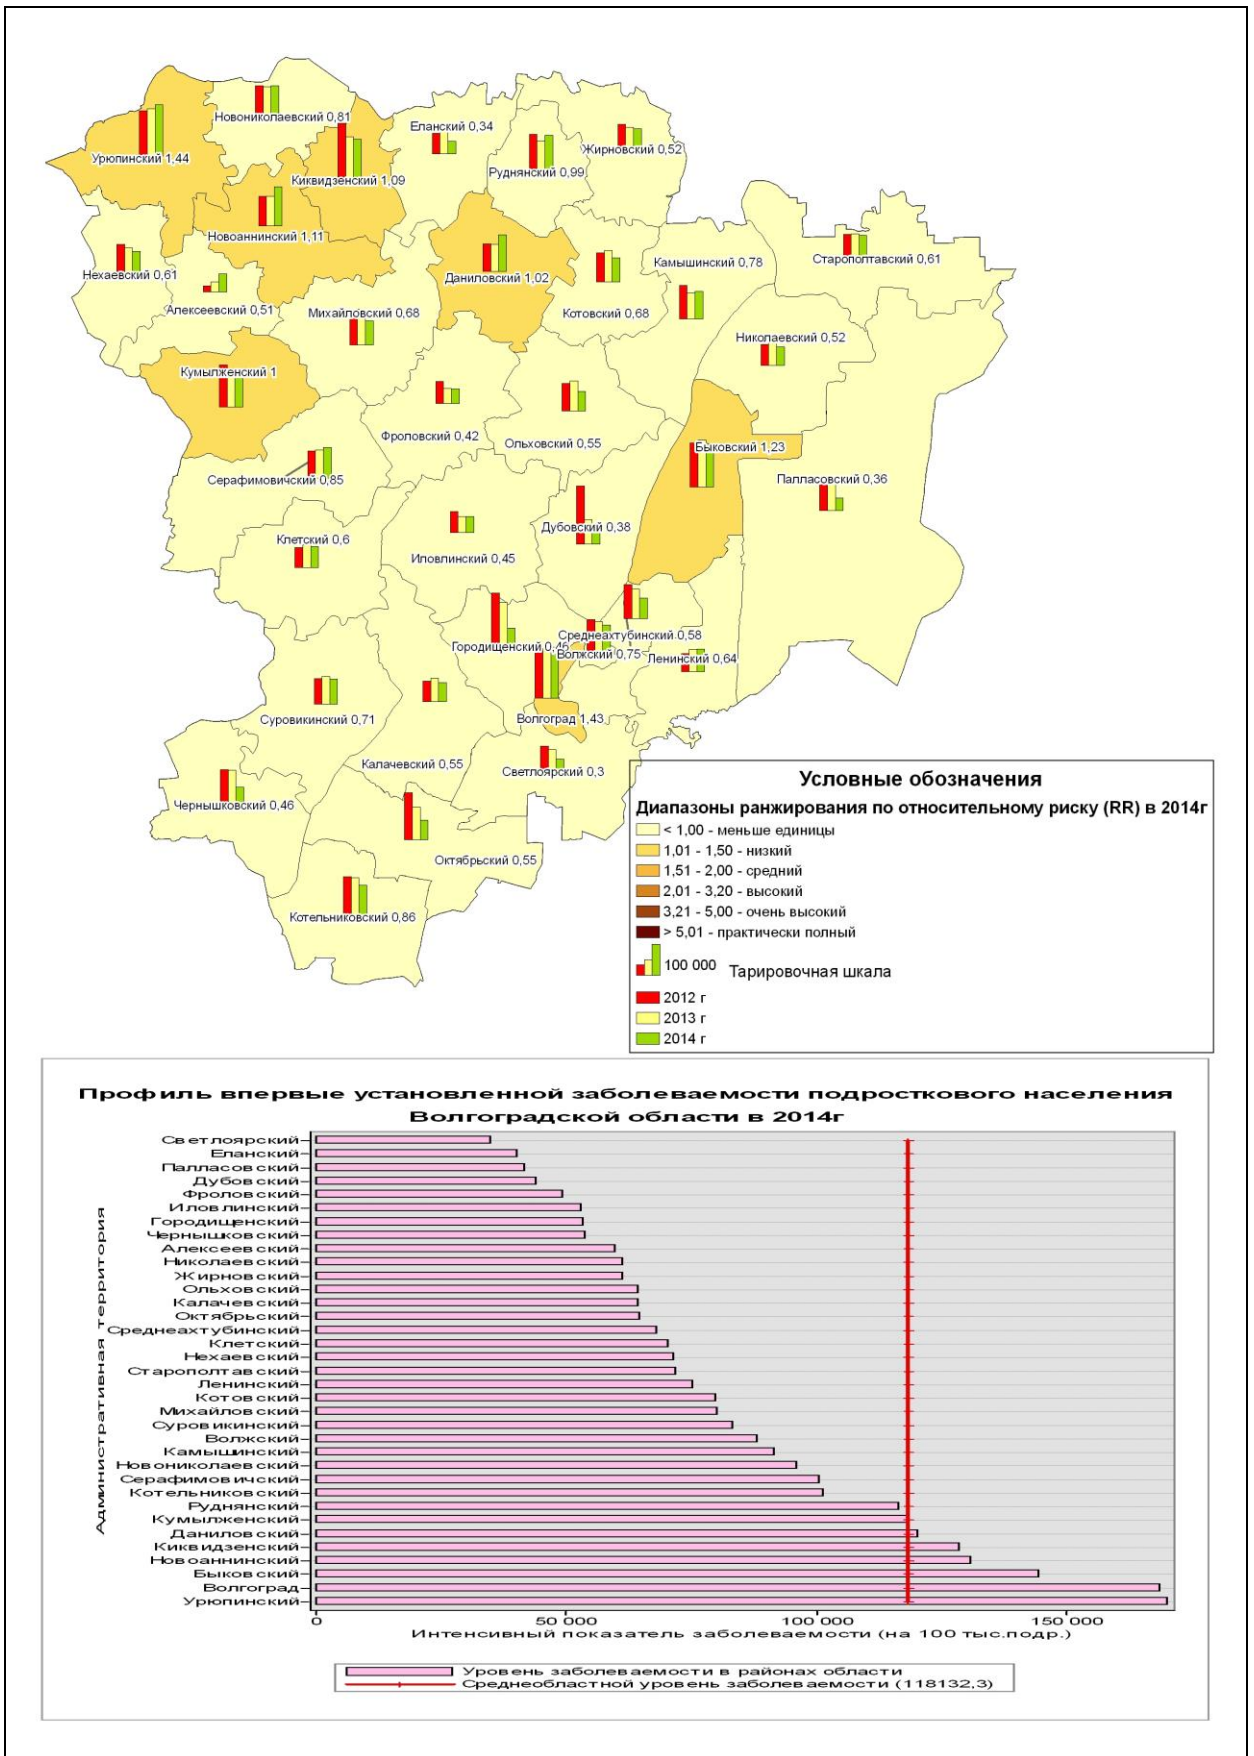 Новониколаевский 0,81
Еланский 0,34
Жирновский 0,52
Урюпинский 1,44
Киквидзенский 1,09
Руднянский 0,99
Новоаннинский 1,11
Нехаевский 0,61
Даниловский 1,02
Камышинский 0,78
Старополтавский 0,61
Алексеевский 0,51
Михайловский 0,68
Котовский 0,68
Николаевский 0,52
Кумылженский 1
Фроловский 0,42
Ольховский 0,55
Быковский 1,23
Серафимовичский 0,85
Палласовский 0,36
Дубовский 0,38
Клетский 0,6
Иловлинский 0,45
Среднеахтубинский 0,58
Городищенский 0,46
Волжский 0,75
Ленинский 0,64
Суровикинский 0,71
Волгоград 1,43
Калачевский 0,55
Светлоярский 0,3
Чернышковский 0,46
Октябрьский 0,55
Котельниковский 0,86
Условные обозначения
Диапазоны ранжирования по относительному риску (RR) в 2014г
< 1,00 - меньше единицы
1,01 - 1,50 - низкий
1,51 - 2,00 - средний
2,01 - 3,20 - высокий
3,21 - 5,00 - очень высокий
> 5,01 - практически полный
100 000 Тарировочная шкала
2012 г
2013 г
2014 г
Профиль впервые установленной заболеваемости подросткового населения
Волгоградской области в 2014г
Административная территория
Светлоярский
Еланский
Палласовский
Дубовский
Фроловский
Иловлинский
Городищенский
Чернышковский
Алексеевский
Николаевский
Жирновский
Ольховский
Калачевский
Октябрьский
Среднеахтубинский
Клетский
Нехаевский
Старополтавский
Ленинский
Котовский
Михайловский
Суровикинский
Волжский
Камышинский
Новониколаевский
Серафимовичский
Котельниковский
Руднянский
Кумылженский
Даниловский
Киквидзенский
Новоаннинский
Быковский
Волгоград
Урюпинский
0 50 000 100 000 150 000
Интенсивный показатель заболеваемости (на 100 тыс.подр.)
Уровень заболеваемости в районах области
Среднеобластной уровень заболеваемости (118132,3)